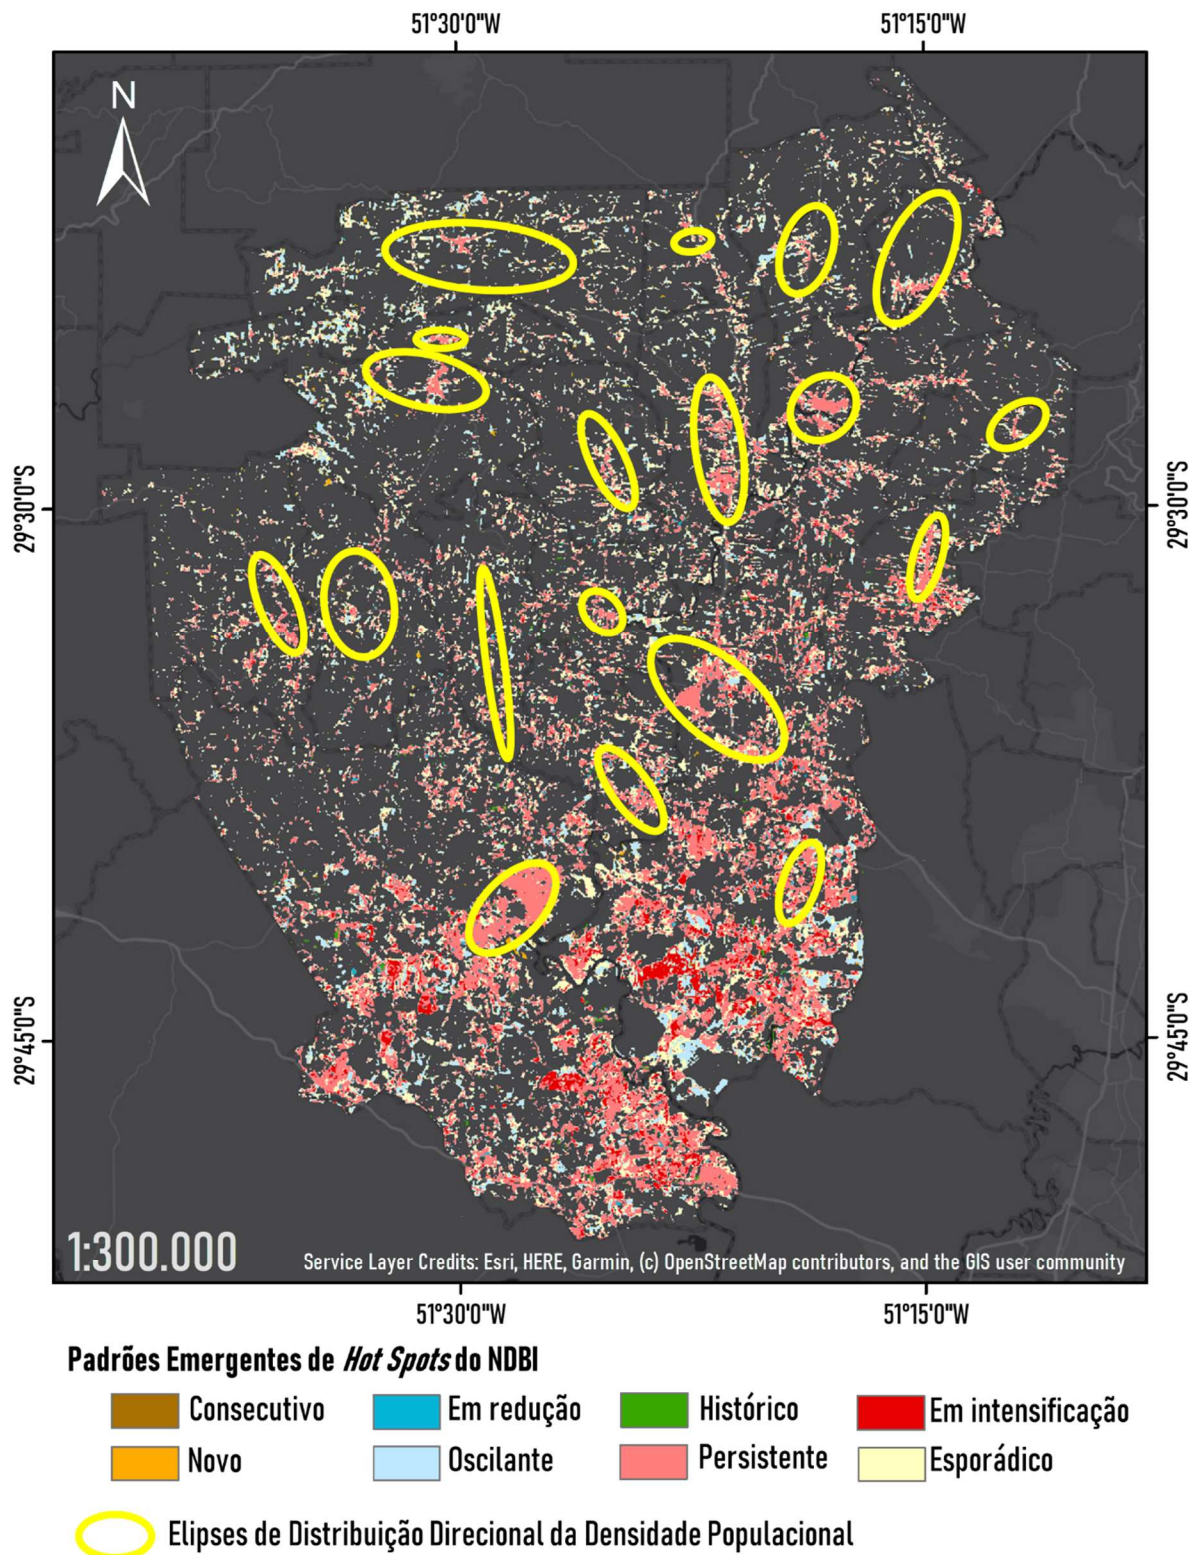 51°30'0"W 51°15'0"W
N
29°30'0"S 29°30'0"S
29°45'0"S 29°45'0"S
1:300.000
Service Layer Credits: Esri, HERE, Garmin, (c) OpenStreetMap contributors, and the GIS user community
51°30'0"W 51°15'0"W
Padrões Emergentes de Hot Spots do NDBI
Consecutivo Em redução Histórico Em intensificação
Novo Oscilante Persistente Esporádico
Elipses de Distribuição Direcional da Densidade Populacional